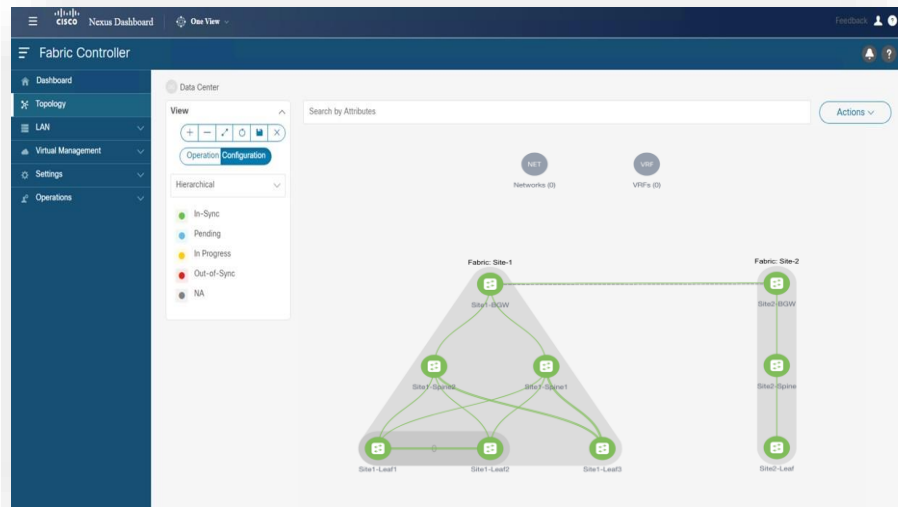 cisco Nexus Dashboard One View Feedback
Fabric Controller
Dashboard
Topology
LAN
Virtual Management
Settings
Operations
Data Center
View
Operation Configuration
Hierarchical
In-Sync
Pending
In Progress
Out-of-Sync
NA
Search by Attributes
Actions
NET VRF
Networks (0) VRFs (0)
Fabric: Site-1 Fabric: Site-2
Site1-BGW Site2-BGW
Site1-Spine2 Site1-Spine1 Site2-Spine
Site1-Leaf1 Site1-Leaf2 Site1-Leaf3 Site2-Leaf